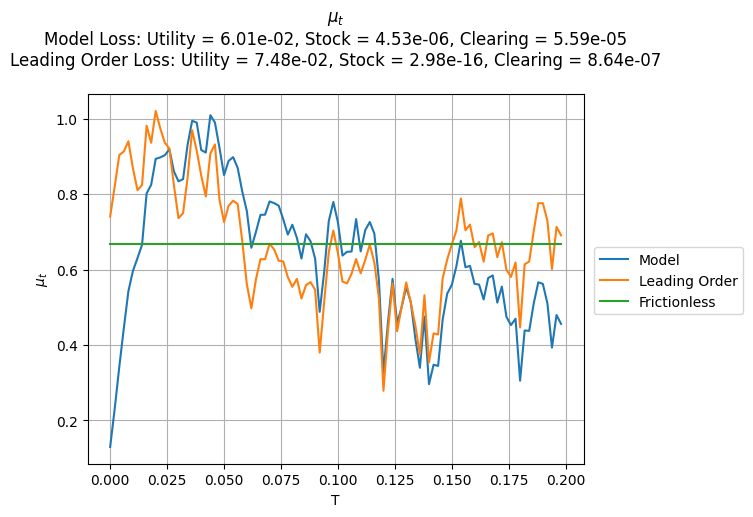 μ_t
Model Loss: Utility = 6.01e-02, Stock = 4.53e-06, Clearing = 5.59e-05
Leading Order Loss: Utility = 7.48e-02, Stock = 2.98e-16, Clearing = 8.64e-07
1.0
0.8
0.6
0.4
0.2
μ_t
0.000 0.025 0.050 0.075 0.100 0.125 0.150 0.175 0.200
T
Model
Leading Order
Frictionless